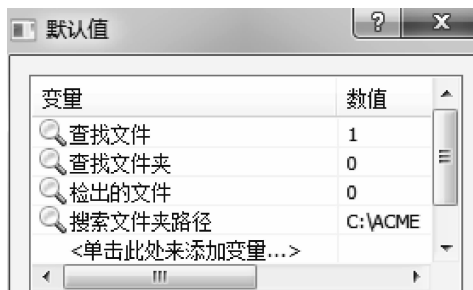 默认值
变量 数值
查找文件 1
查找文件夹 0
检出的文件 0
搜索文件夹路径 C:\ACME
<单击此处来添加变量...>